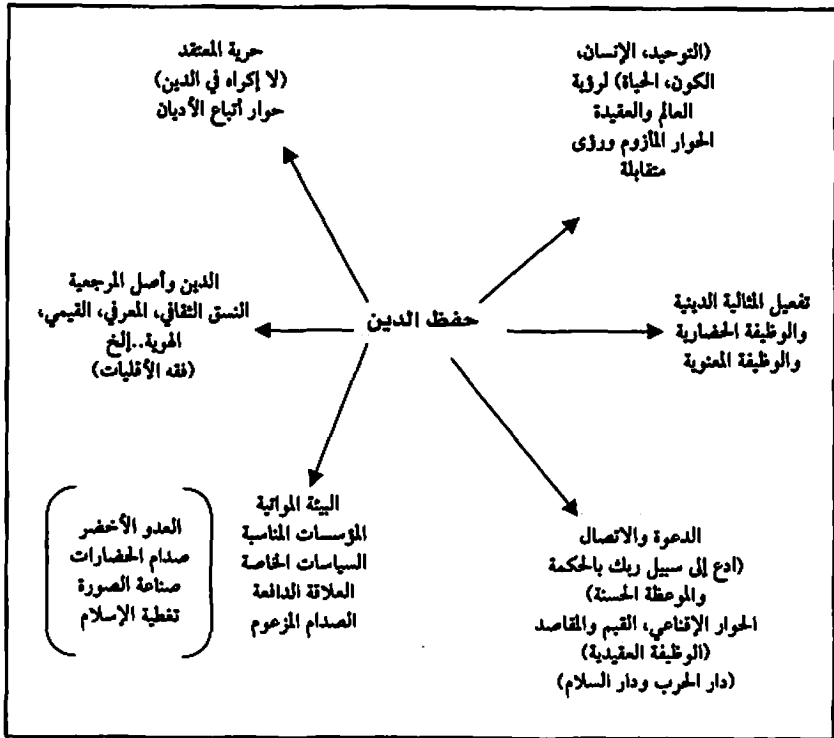 (التوحيد، الإنسان،
الكون، الحياة) لرؤية
العالم والعقيدة
الحوار المأزوم ورؤى
متقابلة
حرية المعتقد
(لا إكراه في الدين)
حوار أتباع الأديان
حفظ الدين
تفعيل المثالية الدينية
والوظيفة الحضارية
والوظيفة المعنوية
الدين وأصل المرجعية
النسق الثقافي، المعرفي، القيمي،
الهوية..إلخ
(فقه الأقليات)
الدعوة والاتصال
(ادع إلى سبيل ربك بالحكمة
والموعظة الحسنة)
الحوار الإقناعي، القيم والمقاصد
(الوظيفة العقيدية)
(دار الحرب ودار السلام)
البيئة المواتية
المؤسسات المناسبة
السياسات الخاصة
العلاقة الدافعة
الصدام المزعوم
العدو الأخضر
صدام الحضارات
صناعة الصورة
تغطية الإسلام